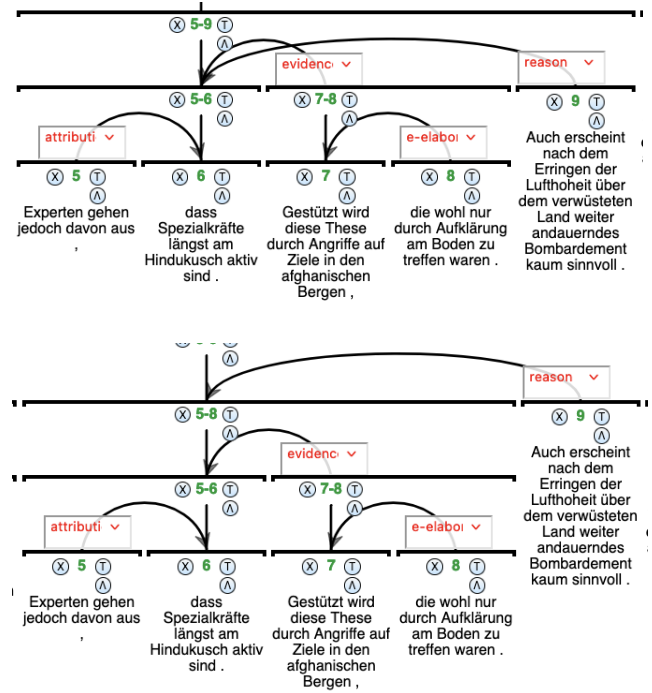 5-9
evidenc
reason
5-6
7-8
9
attributi
e-elabor
5
6
7
8
Auch erscheint
nach dem
Erringen der
Lufthoheit über
dem verwüsteten
Land weiter
andauerndes
Bombardement
kaum sinnvoll .
Experten gehen
jedoch davon aus
,
dass
Spezialkräfte
längst am
Hindukusch aktiv
sind .
Gestützt wird
diese These
durch Angriffe auf
Ziele in den
afghanischen
Bergen ,
die wohl nur
durch Aufklärung
am Boden zu
treffen waren .
reason
5-8
9
evidenc
5-6
7-8
attributi
e-elabor
5
6
7
8
Auch erscheint
nach dem
Erringen der
Lufthoheit über
dem verwüsteten
Land weiter
andauerndes
Bombardement
kaum sinnvoll .
Experten gehen
jedoch davon aus
,
dass
Spezialkräfte
längst am
Hindukusch aktiv
sind .
Gestützt wird
diese These
durch Angriffe auf
Ziele in den
afghanischen
Bergen ,
die wohl nur
durch Aufklärung
am Boden zu
treffen waren .